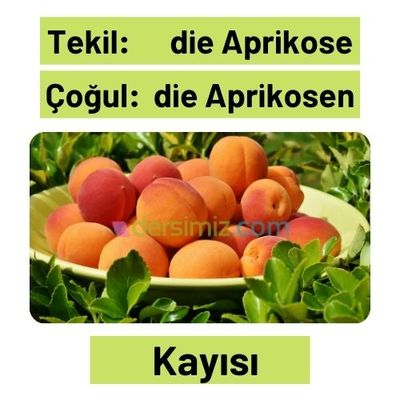 Tekil: die Aprikose
Çoğul: die Aprikosen
dersimiz.com
Kayısı